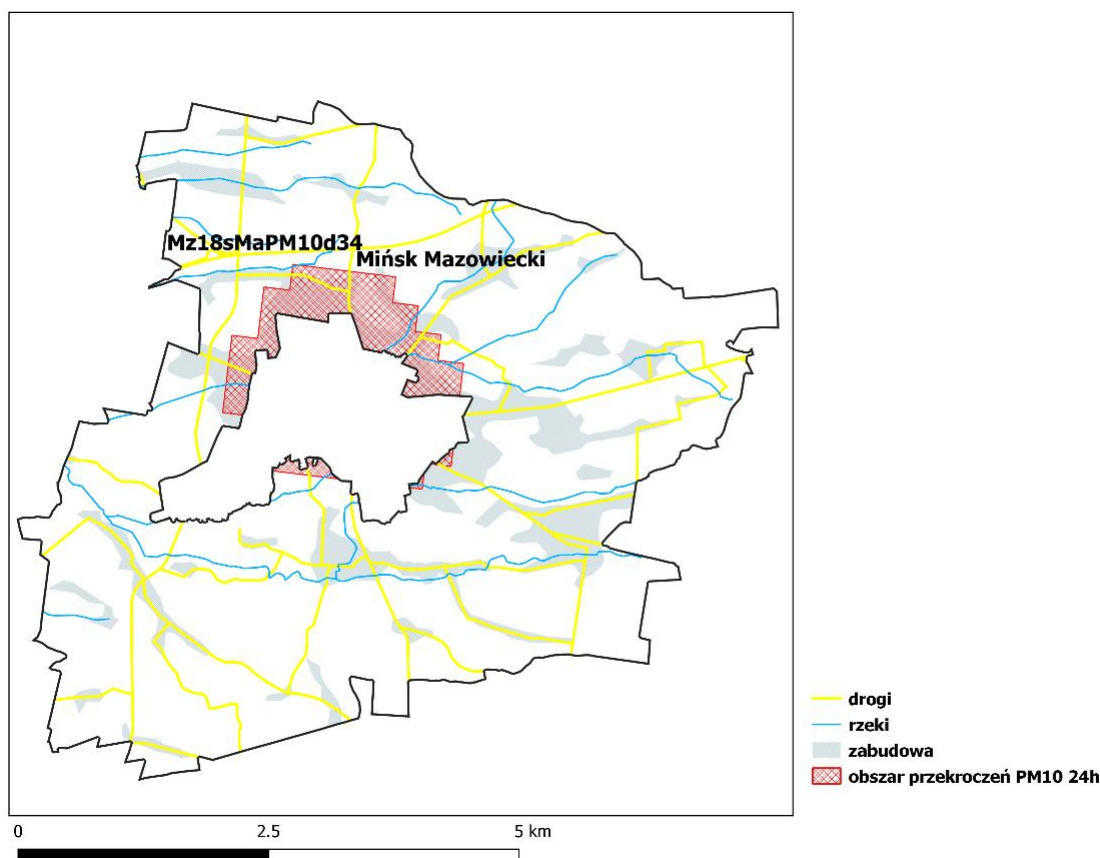 Mz18sMaPM10d34
Mińsk Mazowiecki
drogi
rzeki
zabudowa
obszar przekroczeń PM10 24h
0 2.5 5 km